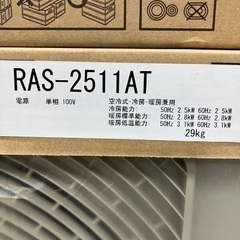 RAS-2511AT
電源 単相 100V 空冷式・冷房・暖房兼用
冷房能力: 50Hz 2.5kW 60Hz 2.5kW
暖房標準能力: 50Hz 2.8kW 60Hz 2.8kW
暖房低温能力: 50Hz 3.1kW 60Hz 3.1kW
29kg